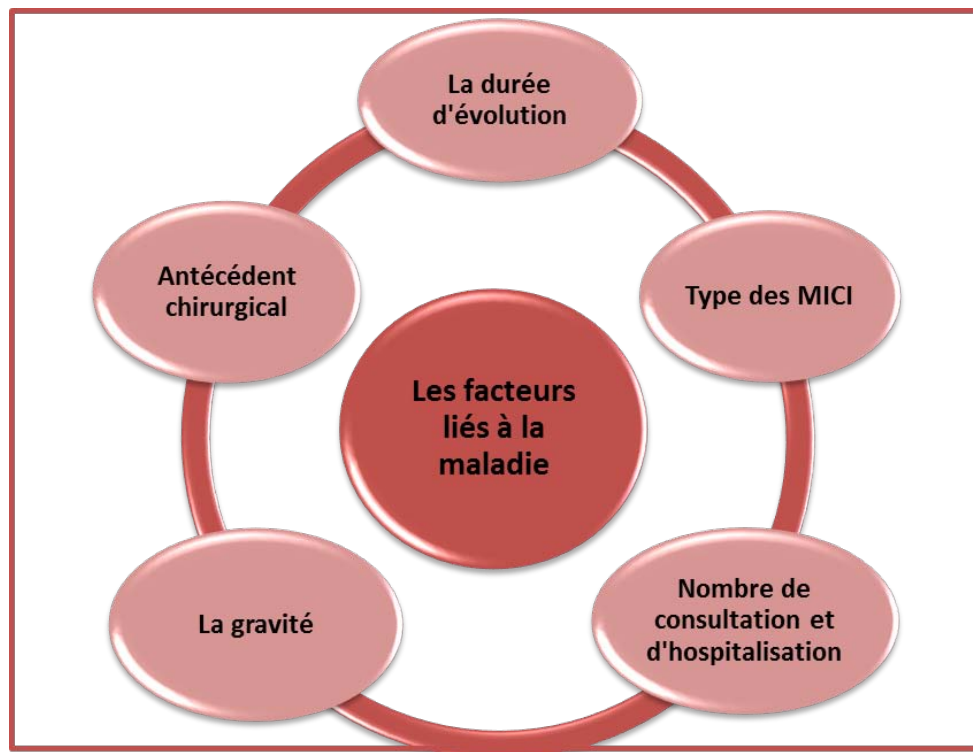 La durée
d'évolution
Type des MICI
Nombre de
consultation et
d'hospitalisation
La gravité
Antécédent
chirurgical
Les facteurs
liés à la
maladie